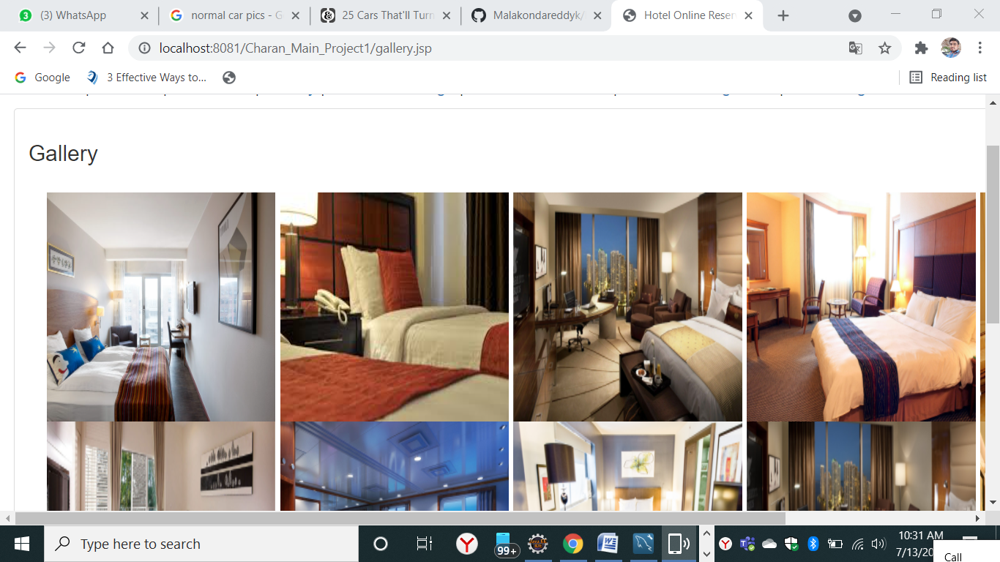 (3) WhatsApp
normal car pics - G
25 Cars That'll Turn
Malakondareddyk/
Hotel Online Reser
localhost:8081/Charan_Main_Project1/gallery.jsp
Google
3 Effective Ways to...
Reading list
Gallery
Type here to search
99+
10:31 AM
7/13/20
Call